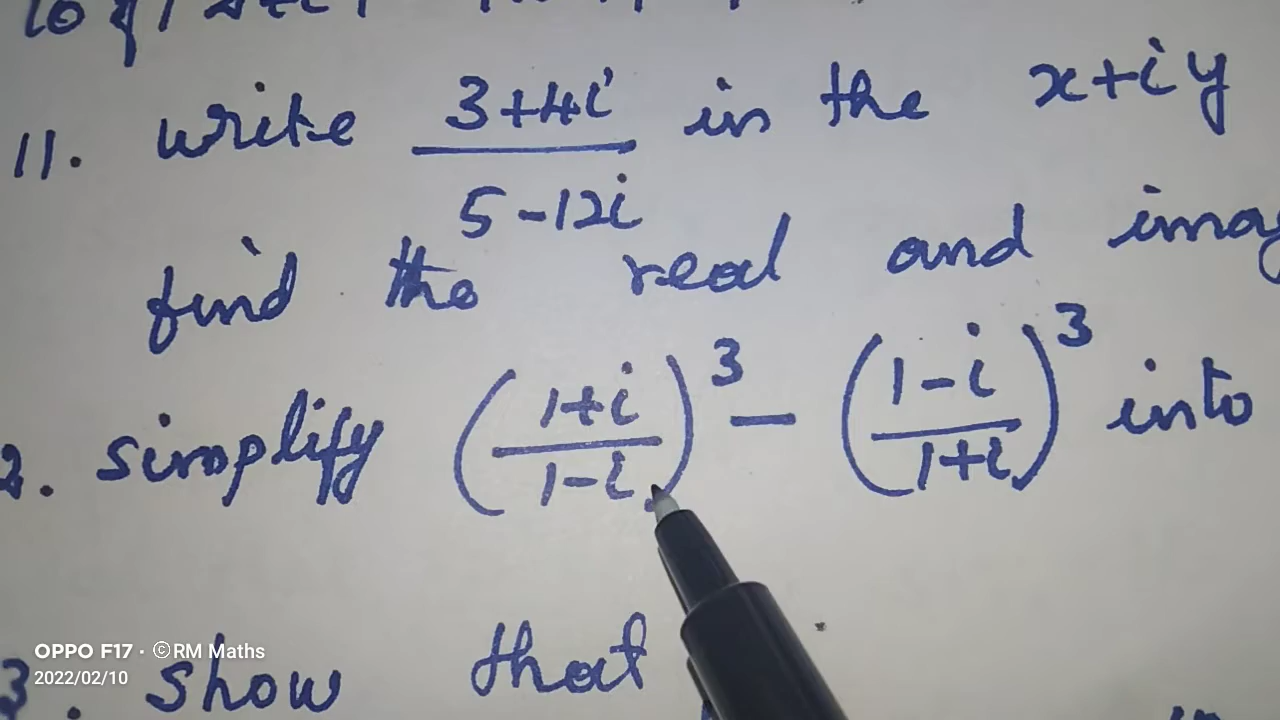 11. write 3+4i / 5-12i in the x+iy
find the real and imag
2. simplify (1+i / 1-i)³ - (1-i / 1+i)³ into
3. show that
OPPO F17 · ©RM Maths
2022/02/10